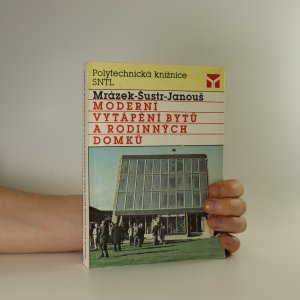 Polytechnická knižnice
SNTL
Mrázek-Šustr-Janouš
MODERNÍ
VYTÁPĚNÍ BYTŮ
A RODINNÝCH
DOMKŮ